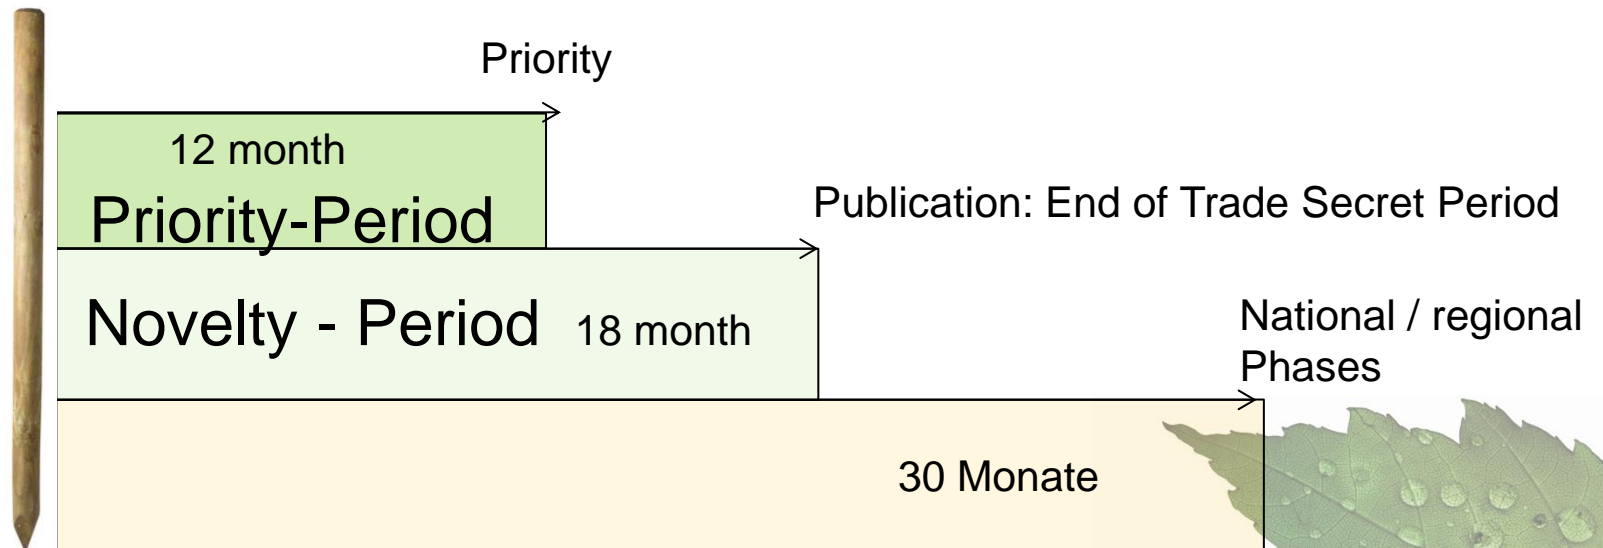 Priority
12 month
Priority-Period
Publication: End of Trade Secret Period
Novelty - Period 18 month
National / regional
Phases
30 Monate